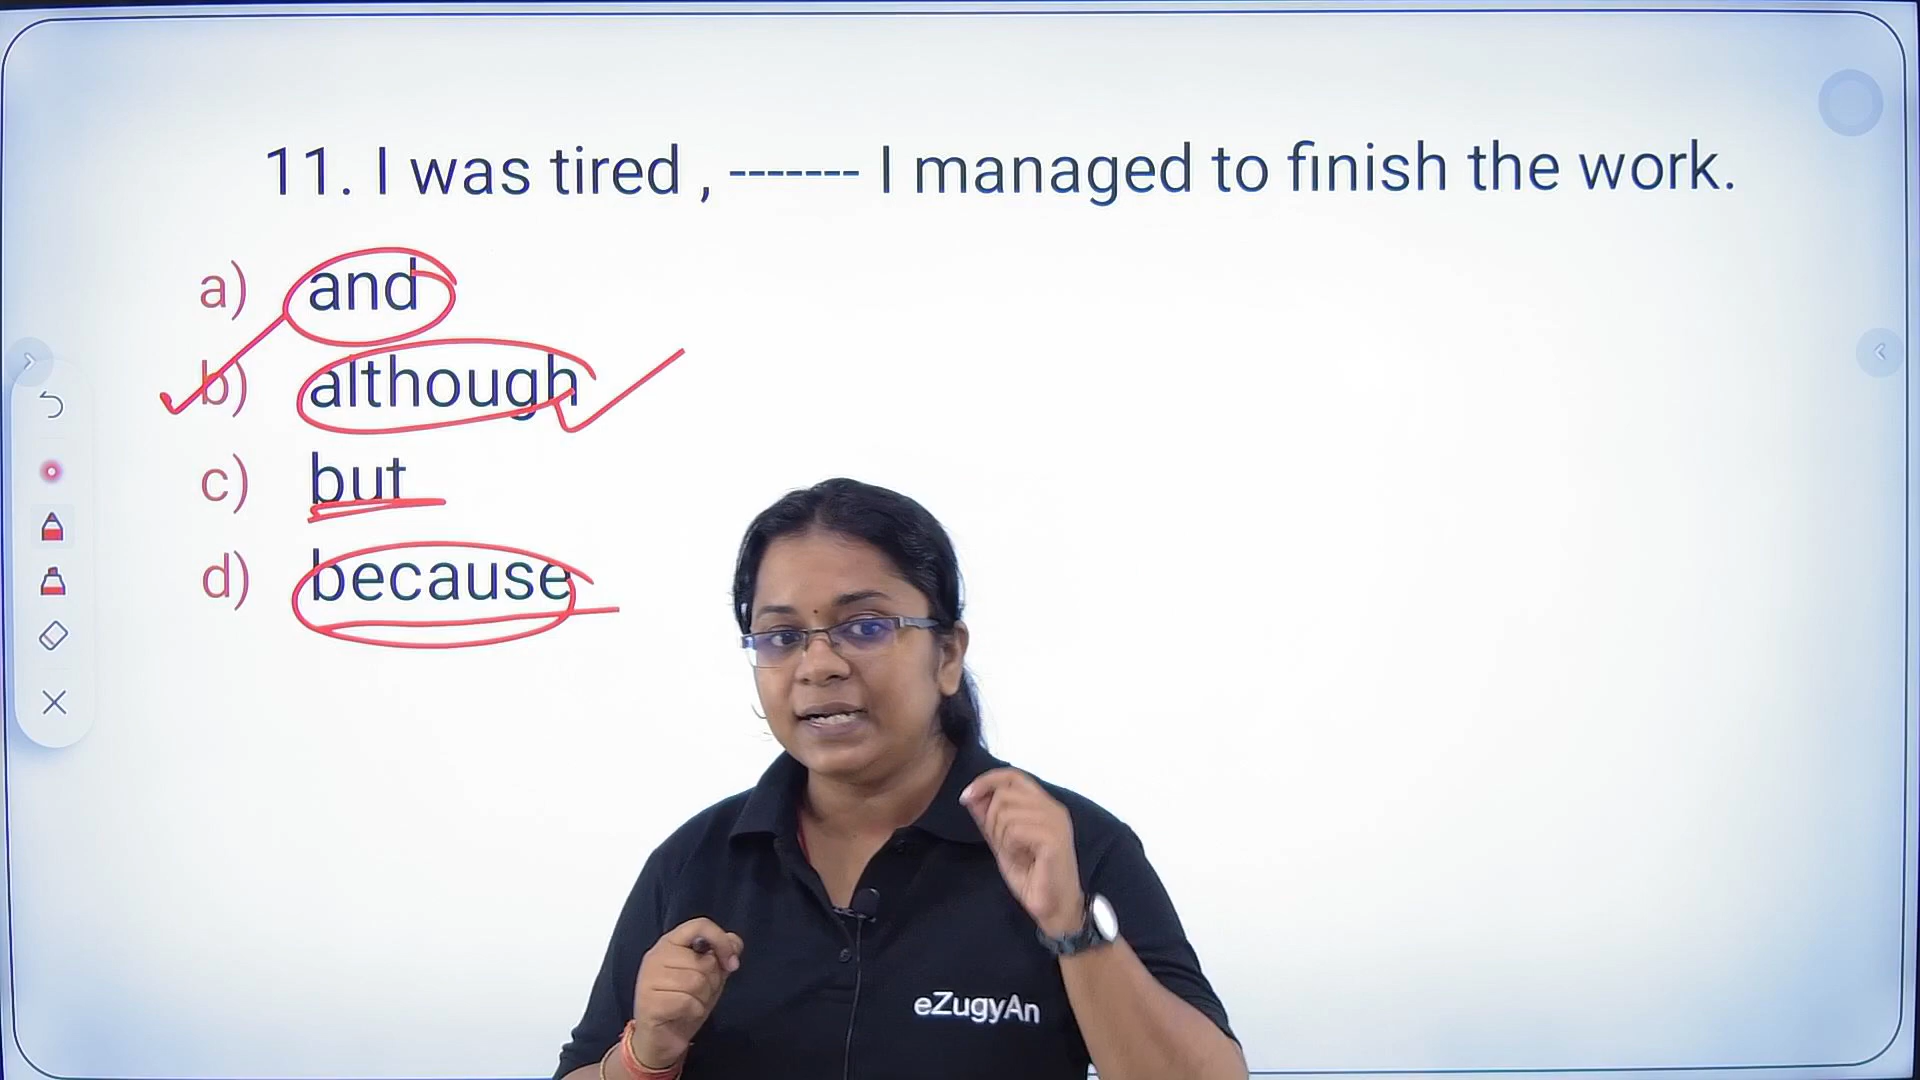 11. I was tired , ------- I managed to finish the work.
a) and
b) although
c) but
d) because
eZugyAn